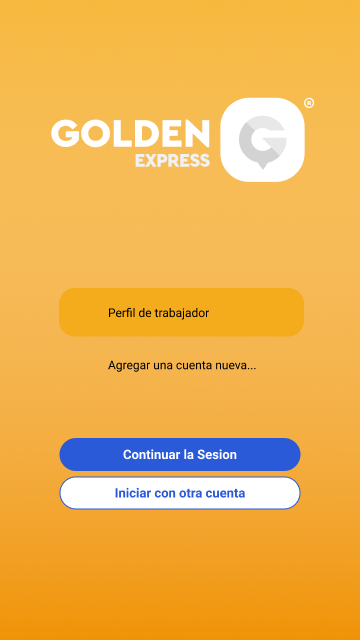 GOLDEN
EXPRESS
G
®
Perfil de trabajador
Agregar una cuenta nueva...
Continuar la Sesion
Iniciar con otra cuenta